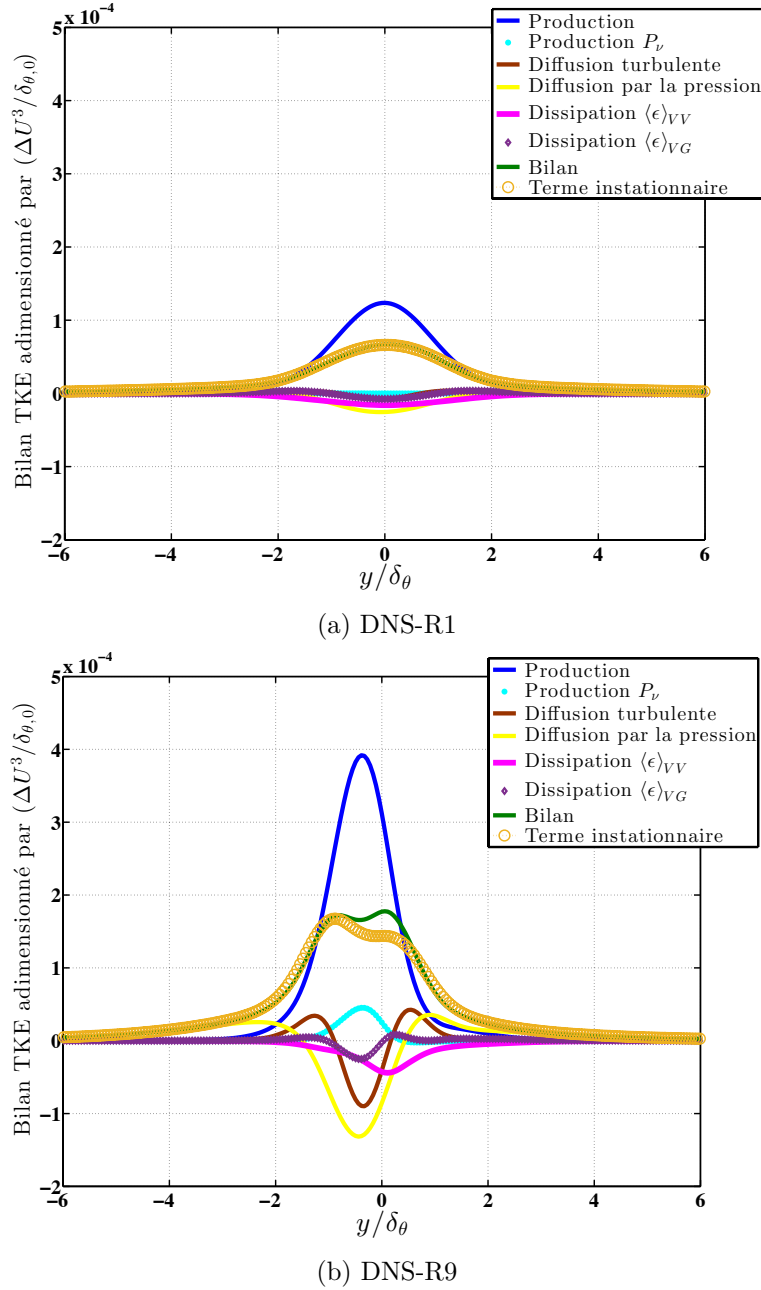 5 x 10⁻⁴
4
3
2
1
0
−1
−2
−6
−4
−2
0
2
4
6
y/δ_θ
Bilan TKE adimensionné par (ΔU³/δ_θ,0)
Production
Production P_ν
Diffusion turbulente
Diffusion par la pression
Dissipation ⟨ϵ⟩_VV
Dissipation ⟨ϵ⟩_VG
Bilan
Terme instationnaire
(a) DNS-R1
5 x 10⁻⁴
4
3
2
1
0
−1
−2
−6
−4
−2
0
2
4
6
y/δ_θ
Bilan TKE adimensionné par (ΔU³/δ_θ,0)
Production
Production P_ν
Diffusion turbulente
Diffusion par la pression
Dissipation ⟨ϵ⟩_VV
Dissipation ⟨ϵ⟩_VG
Bilan
Terme instationnaire
(b) DNS-R9